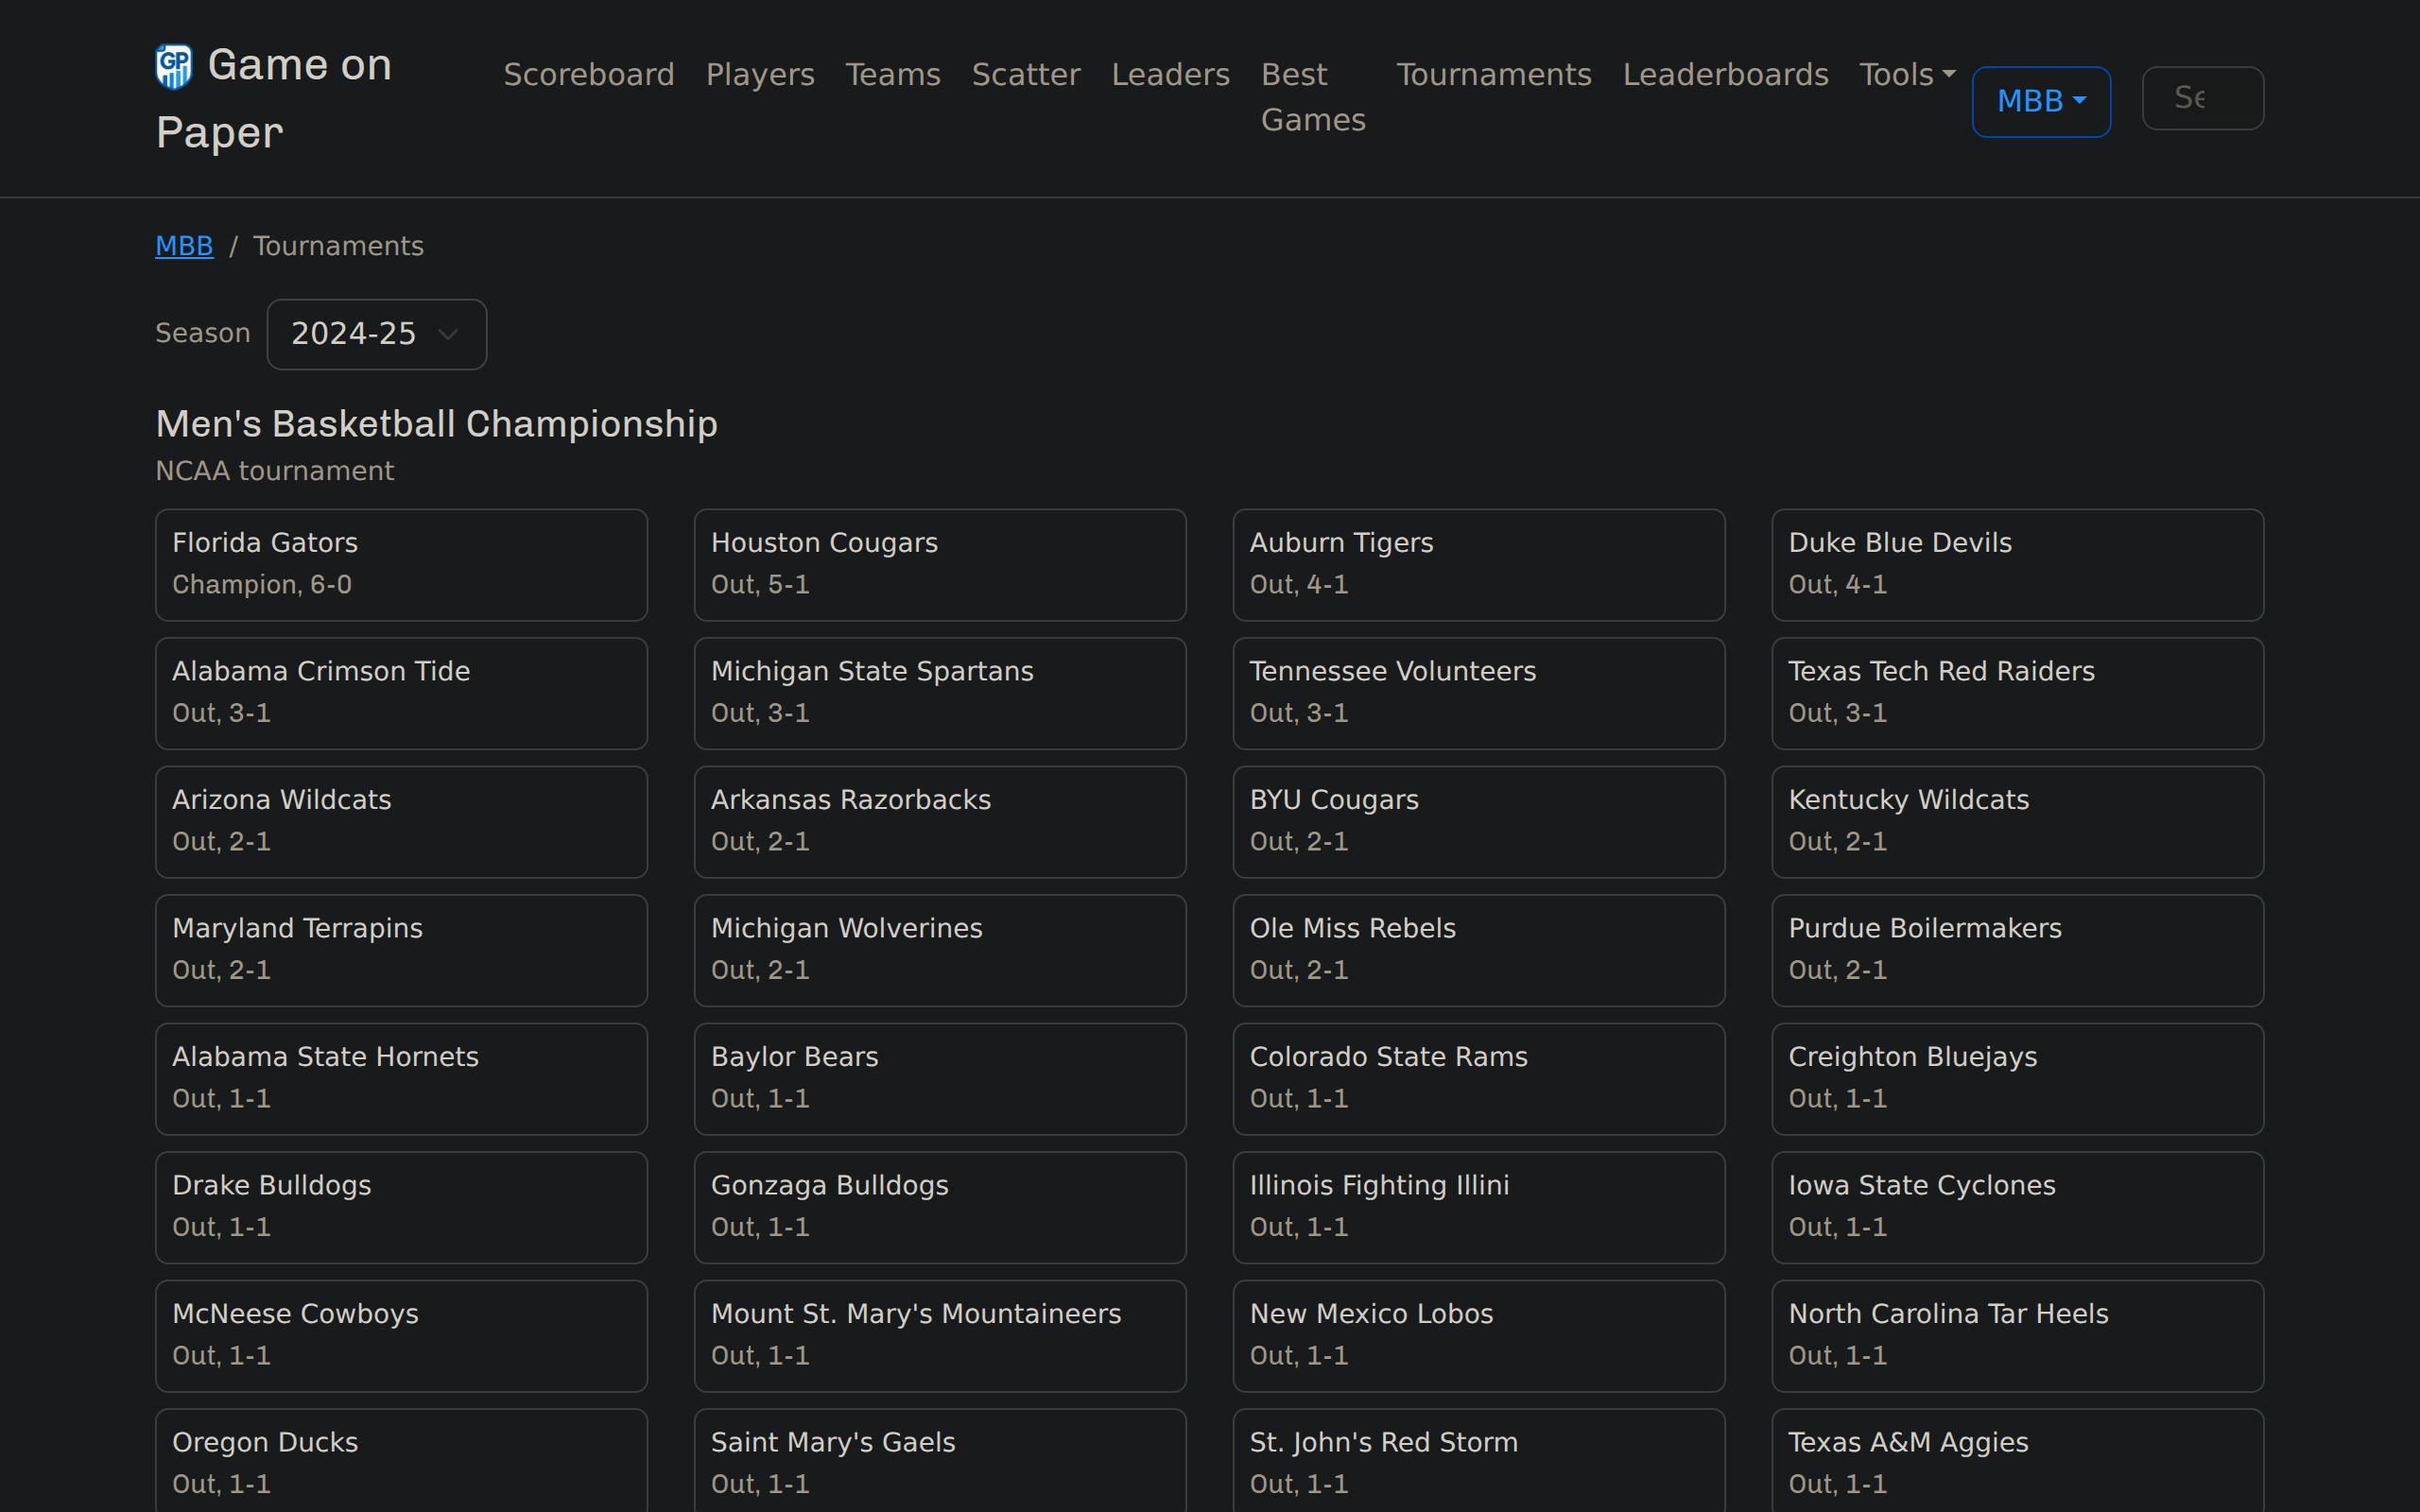 GP Game on
Paper
Scoreboard Players Teams Scatter Leaders Best Games Tournaments Leaderboards Tools
MBB
Se
MBB / Tournaments
Season 2024-25
Men's Basketball Championship
NCAA tournament
Florida Gators
Champion, 6-0
Houston Cougars
Out, 5-1
Auburn Tigers
Out, 4-1
Duke Blue Devils
Out, 4-1
Alabama Crimson Tide
Out, 3-1
Michigan State Spartans
Out, 3-1
Tennessee Volunteers
Out, 3-1
Texas Tech Red Raiders
Out, 3-1
Arizona Wildcats
Out, 2-1
Arkansas Razorbacks
Out, 2-1
BYU Cougars
Out, 2-1
Kentucky Wildcats
Out, 2-1
Maryland Terrapins
Out, 2-1
Michigan Wolverines
Out, 2-1
Ole Miss Rebels
Out, 2-1
Purdue Boilermakers
Out, 2-1
Alabama State Hornets
Out, 1-1
Baylor Bears
Out, 1-1
Colorado State Rams
Out, 1-1
Creighton Bluejays
Out, 1-1
Drake Bulldogs
Out, 1-1
Gonzaga Bulldogs
Out, 1-1
Illinois Fighting Illini
Out, 1-1
Iowa State Cyclones
Out, 1-1
McNeese Cowboys
Out, 1-1
Mount St. Mary's Mountaineers
Out, 1-1
New Mexico Lobos
Out, 1-1
North Carolina Tar Heels
Out, 1-1
Oregon Ducks
Out, 1-1
Saint Mary's Gaels
Out, 1-1
St. John's Red Storm
Out, 1-1
Texas A&M Aggies
Out, 1-1